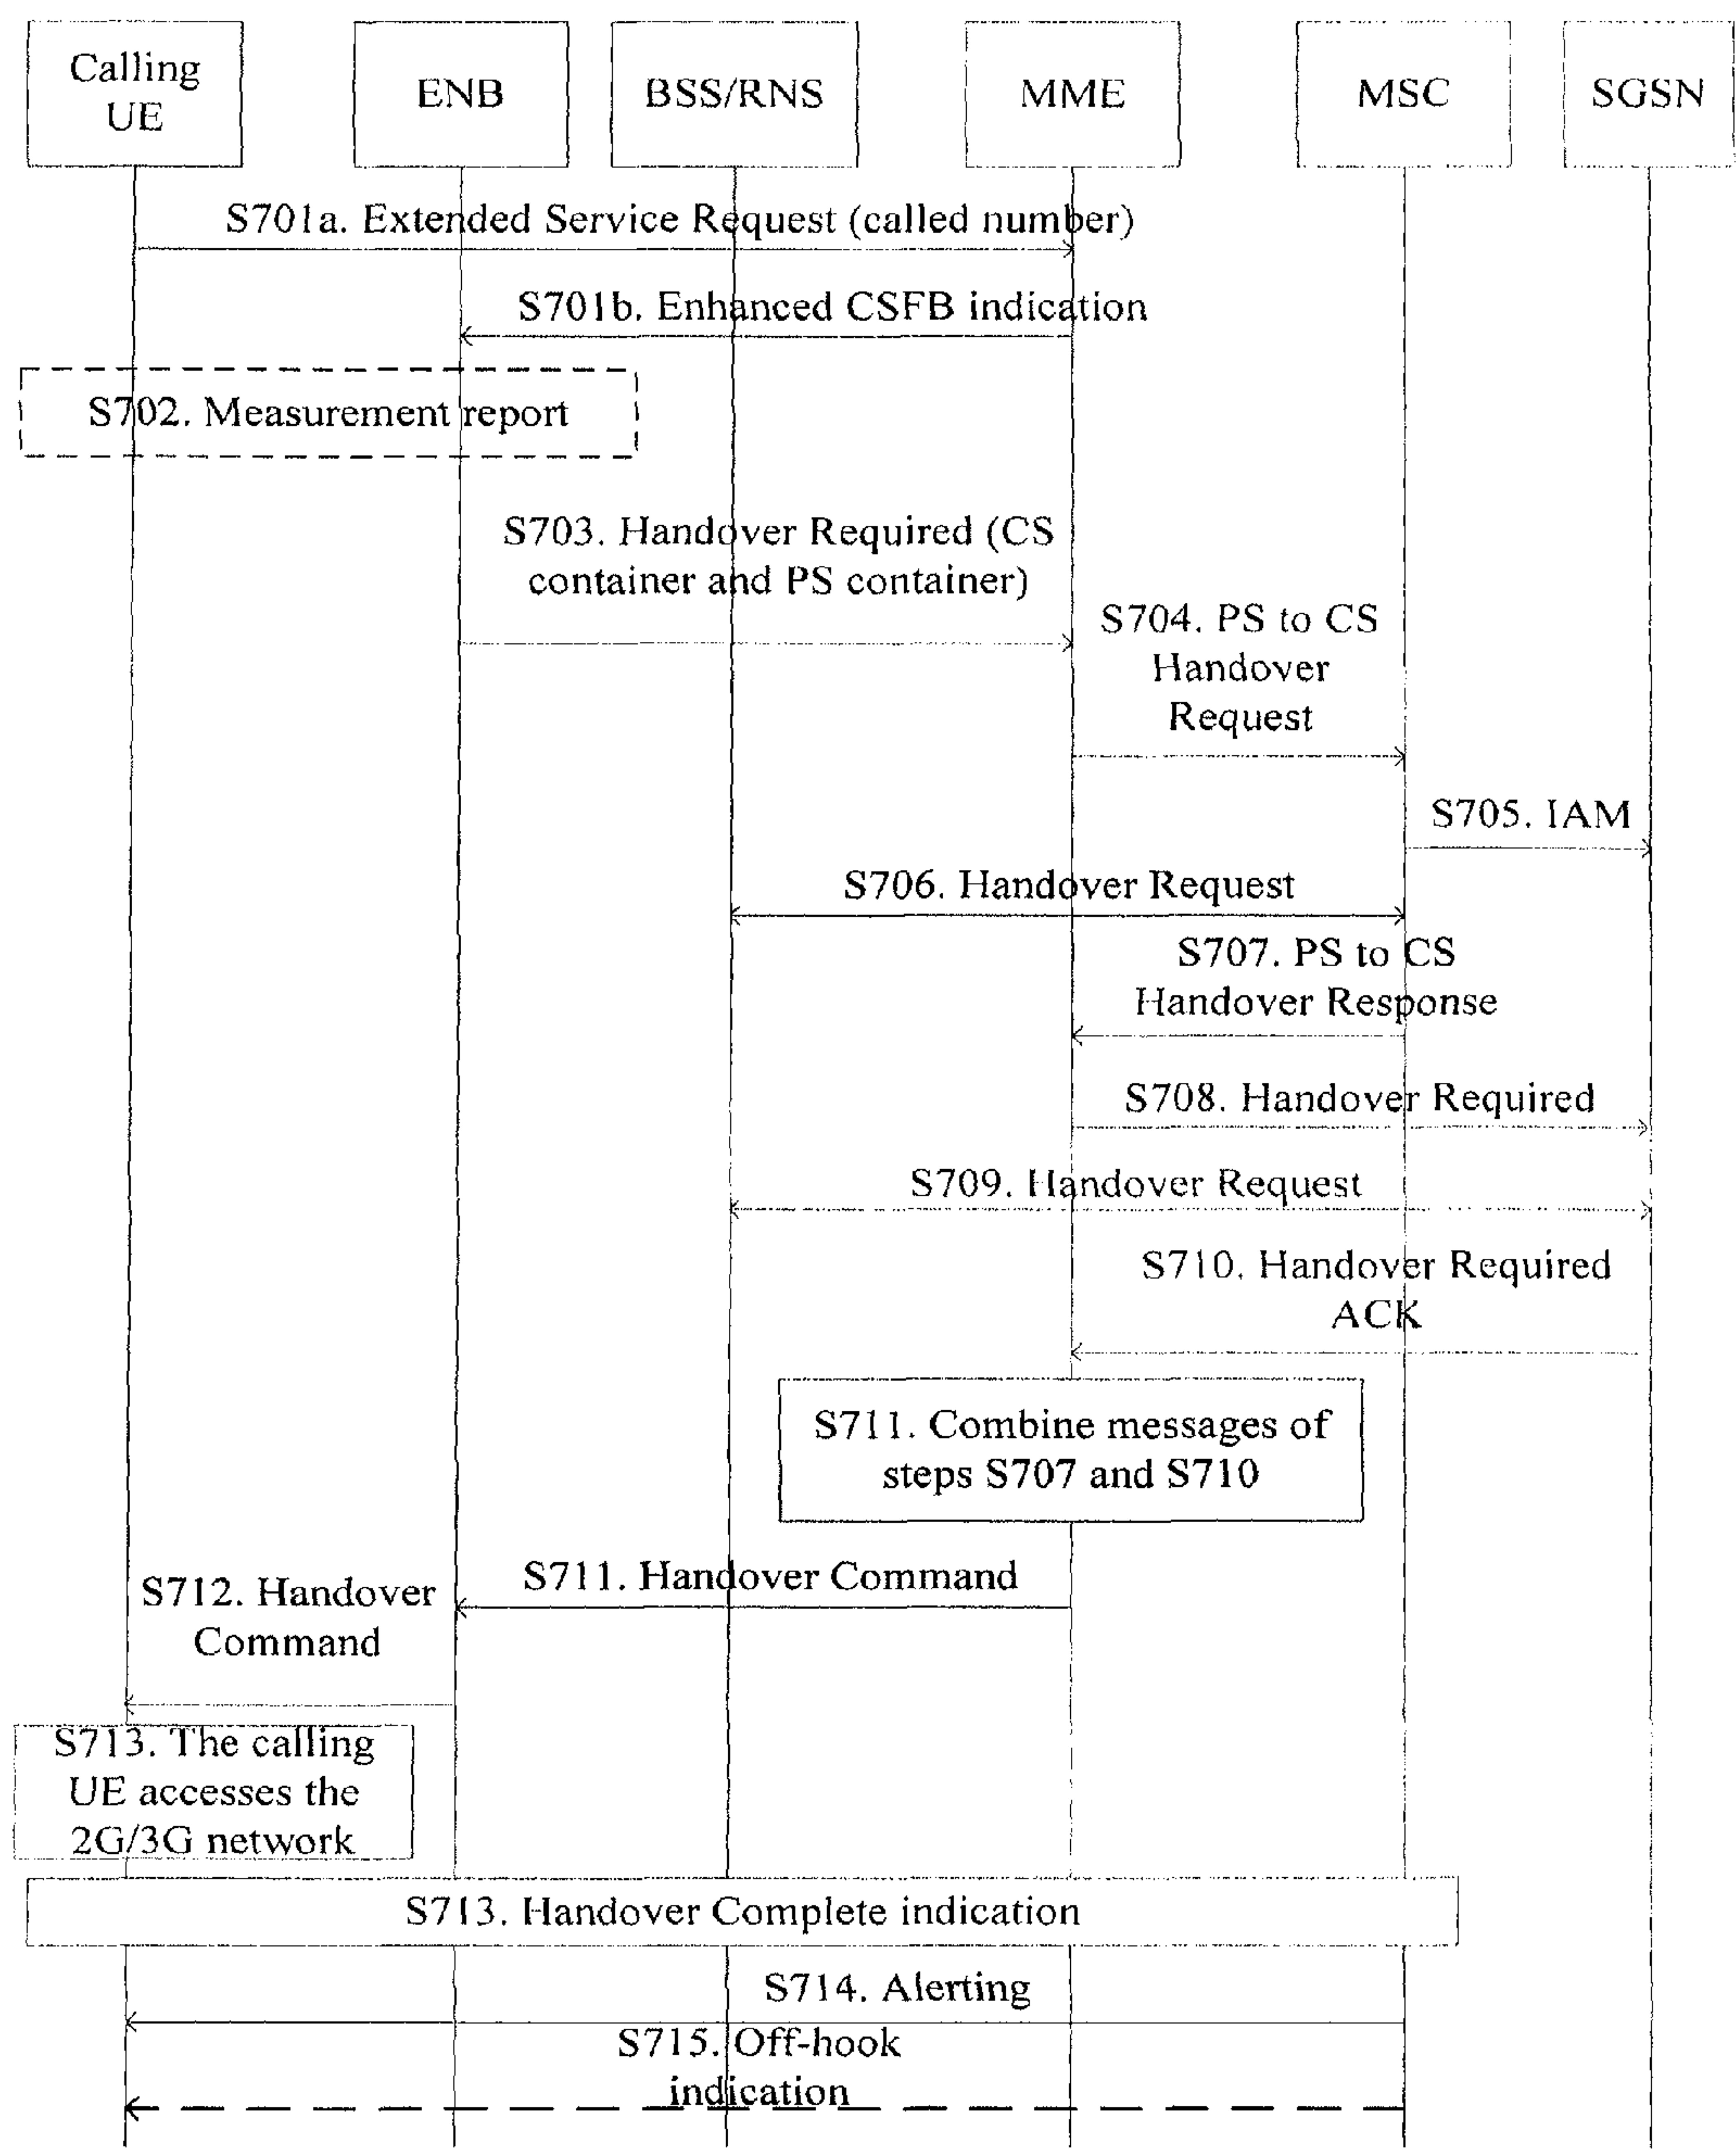 Calling
UE
ENB
BSS/RNS
MME
MSC
SGSN
S701a. Extended Service Request (called number)
S701b. Enhanced CSFB indication
S702. Measurement report
S703. Handover Required (CS
container and PS container)
S704. PS to CS
Handover
Request
S705. IAM
S706. Handover Request
S707. PS to CS
Handover Response
S708. Handover Required
S709. Handover Request
S710. Handover Required
ACK
S711. Combine messages of
steps S707 and S710
S711. Handover Command
S712. Handover
Command
S713. The calling
UE accesses the
2G/3G network
S713. Handover Complete indication
S714. Alerting
S715. Off-hook
indication